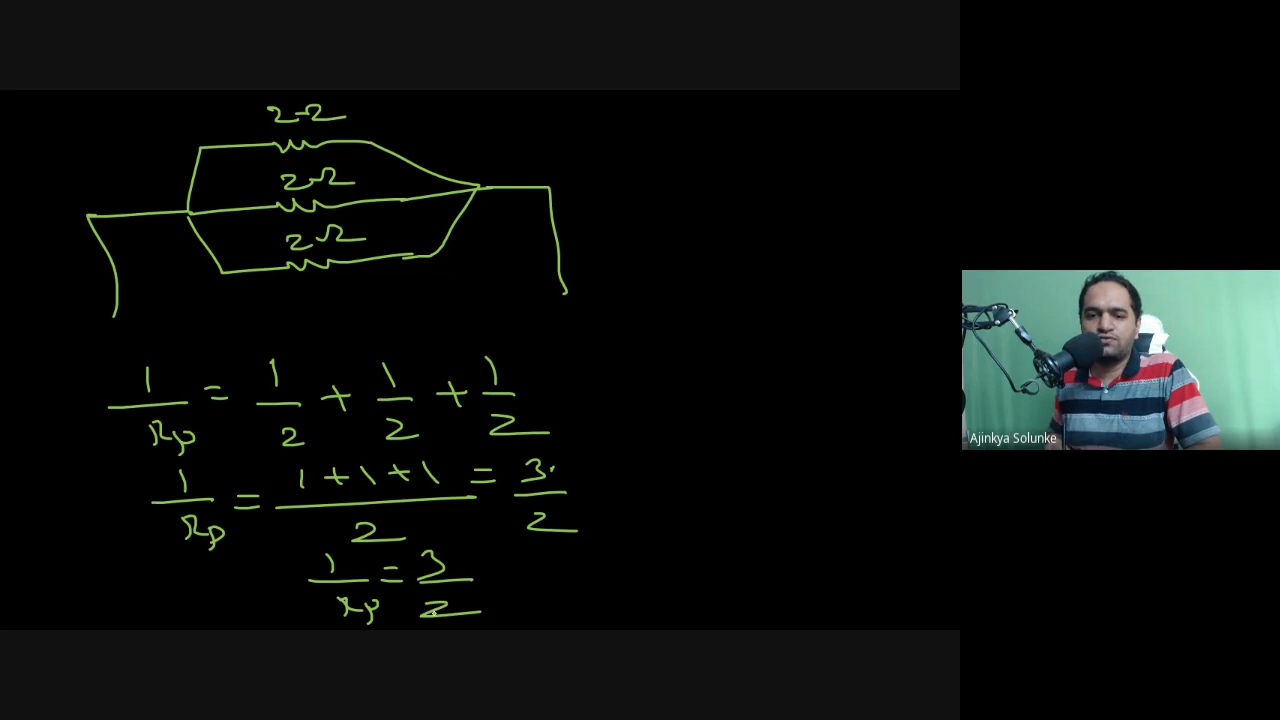 2Ω
2Ω
2Ω
1/Rp = 1/2 + 1/2 + 1/2
1/Rp = 1+1+1/2 = 3/2
1/Rp = 3/2
Ajinkya Solunke